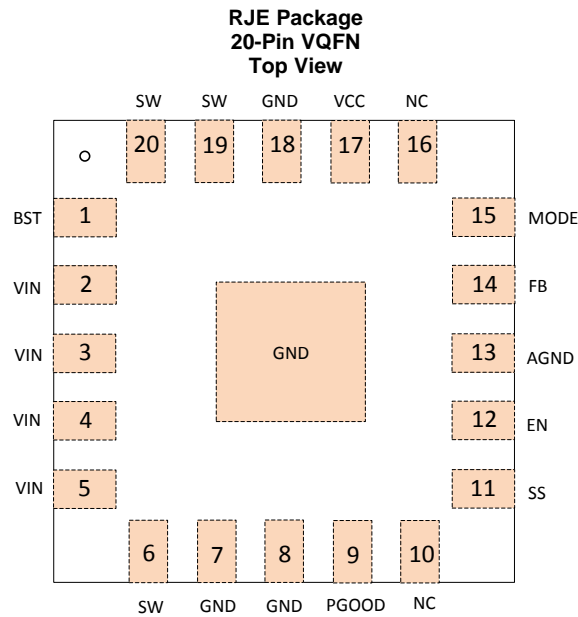 RJE Package
20-Pin VQFN
Top View
SW SW GND VCC NC
20 19 18 17 16
BST 1 15 MODE
VIN 2 14 FB
VIN 3 GND 13 AGND
VIN 4 12 EN
VIN 5 11 SS
6 7 8 9 10
SW GND GND PGOOD NC